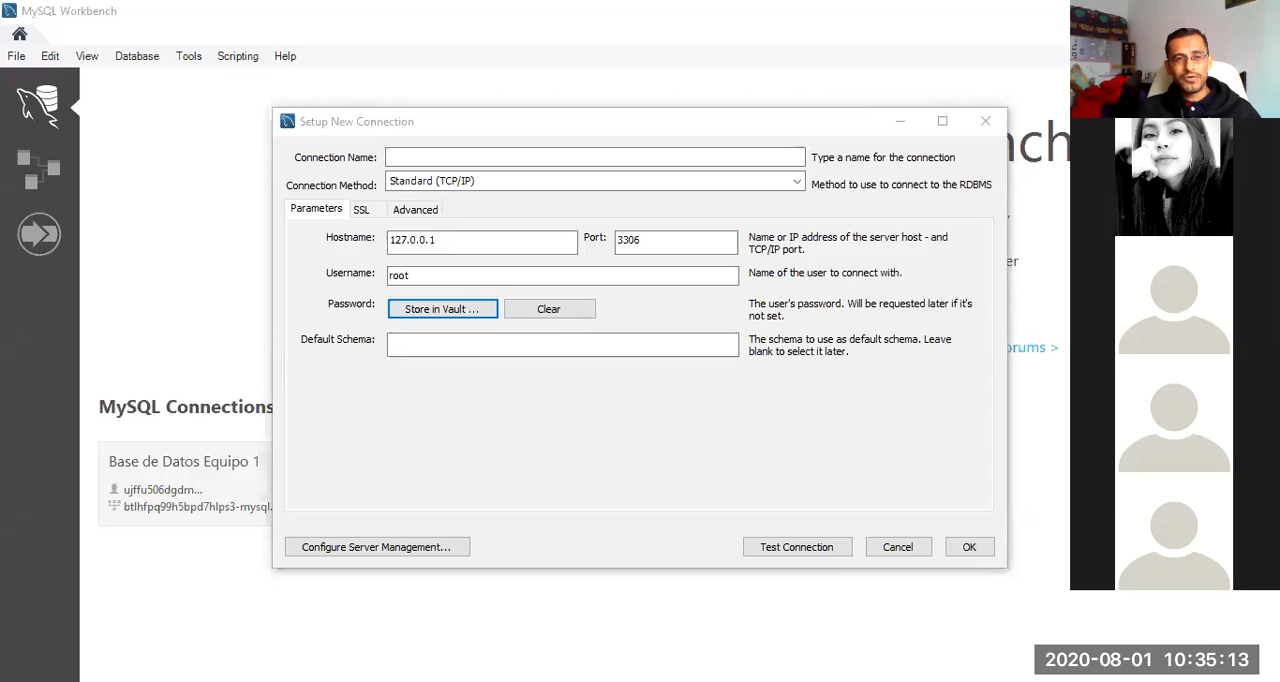 MySQL Workbench
File Edit View Database Tools Scripting Help
Setup New Connection
Connection Name:
Type a name for the connection
Connection Method:
Standard (TCP/IP)
Method to use to connect to the RDBMS
Parameters SSL Advanced
Hostname:
127.0.0.1
Port:
3306
Name or IP address of the server host - and
TCP/IP port.
Username:
root
Name of the user to connect with.
Password:
Store in Vault ...
Clear
The user's password. Will be requested later if it's
not set.
Default Schema:
The schema to use as default schema. Leave
blank to select it later.
Configure Server Management...
Test Connection
Cancel
OK
nch
er
orums >
MySQL Connections
Base de Datos Equipo 1
ujffu506dgdm...
btlhfpq99h5bpd7hlps3-mysql.
2020-08-01 10:35:13